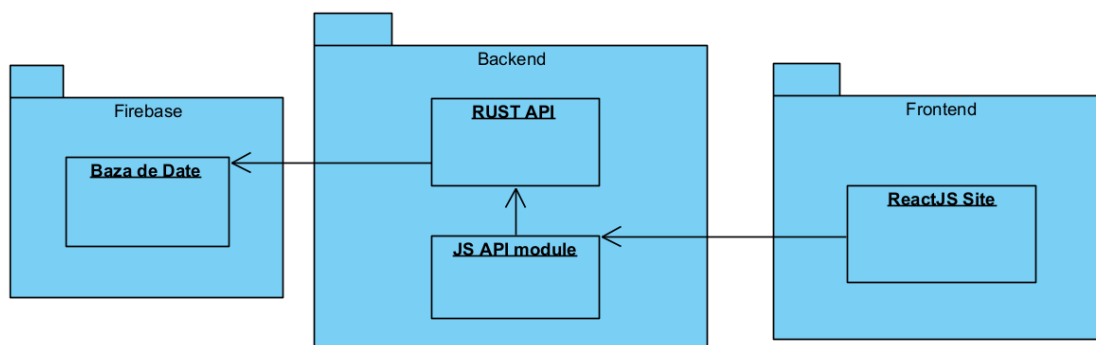 Firebase
Baza de Date
Backend
RUST API
JS API module
Frontend
ReactJS Site